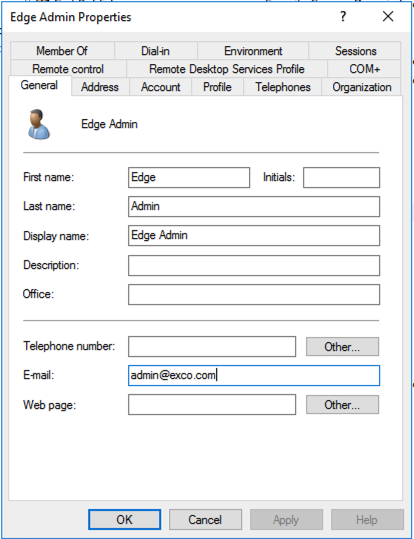 Edge Admin Properties
?
Member Of Dial-in Environment Sessions
Remote control Remote Desktop Services Profile COM+
General Address Account Profile Telephones Organization
Edge Admin
First name: Edge Initials:
Last name: Admin
Display name: Edge Admin
Description:
Office:
Telephone number: Other...
E-mail: admin@exco.com
Web page: Other...
OK Cancel Apply Help